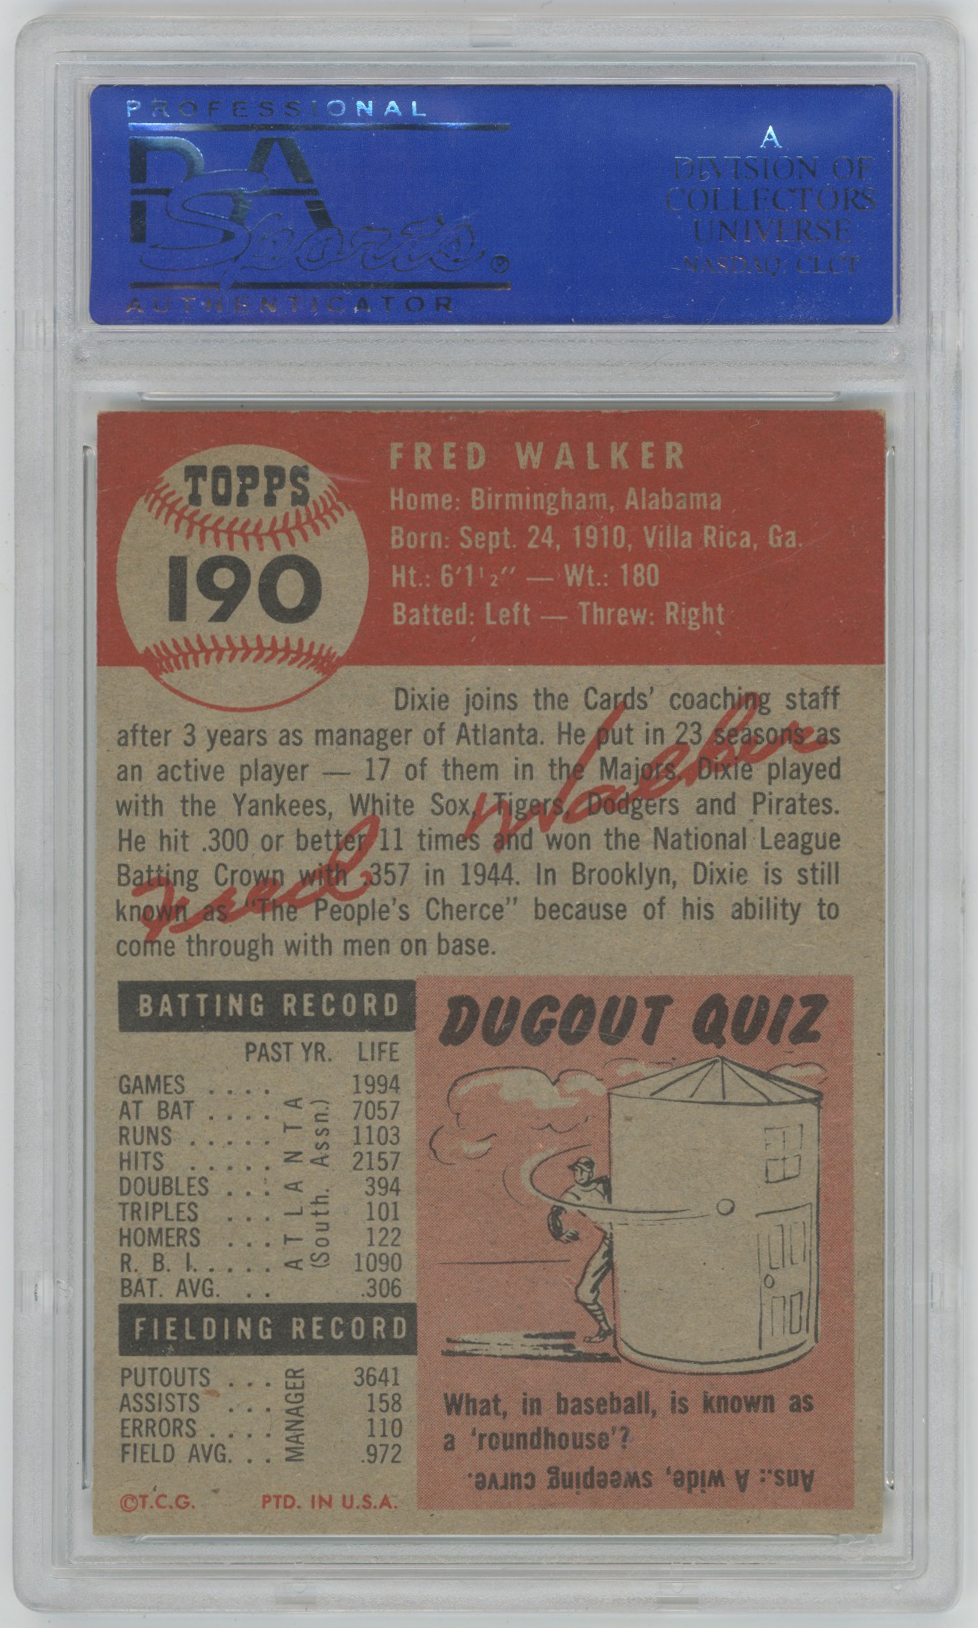 PROFESSIONAL
PSA
Sports®
AUTHENTICATOR
A
DIVISION OF
COLLECTORS
UNIVERSE
NASDAQ: CLCT
TOPPS
190
FRED WALKER
Home: Birmingham, Alabama
Born: Sept. 24, 1910, Villa Rica, Ga.
Ht.: 6'1½" — Wt.: 180
Batted: Left — Threw: Right
Dixie joins the Cards' coaching staff
after 3 years as manager of Atlanta. He put in 23 seasons as
an active player — 17 of them in the Majors. Dixie played
with the Yankees, White Sox, Tigers, Dodgers and Pirates.
He hit .300 or better 11 times and won the National League
Batting Crown with .357 in 1944. In Brooklyn, Dixie is still
known as "The People's Cherce" because of his ability to
come through with men on base.
Fred Walker
BATTING RECORD
PAST YR. LIFE
GAMES .... 1994
AT BAT .... 7057
RUNS ..... 1103
HITS ..... 2157
DOUBLES ... 394
TRIPLES ... 101
HOMERS ... 122
R. B. I. .... 1090
BAT. AVG. .. .306
ATLANTA
(South. Assn.)
FIELDING RECORD
PUTOUTS ... 3641
ASSISTS ... 158
ERRORS .... 110
FIELD AVG. .. .972
MANAGER
©T.C.G. PTD. IN U.S.A.
DUGOUT QUIZ
What, in baseball, is known as
a 'roundhouse'?
Ans.: A wide, sweeping curve.